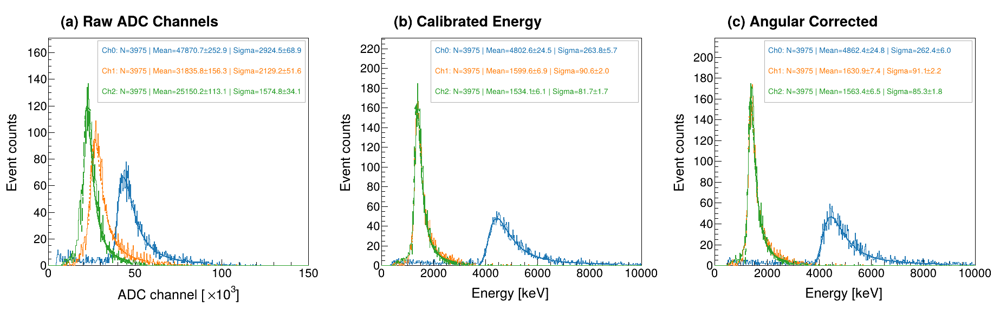 (a) Raw ADC Channels
Ch0: N=3975 | Mean=47870.7±252.9 | Sigma=2924.5±68.9
Ch1: N=3975 | Mean=31835.8±156.3 | Sigma=2129.2±51.6
Ch2: N=3975 | Mean=25150.2±113.1 | Sigma=1574.8±34.1
Event counts
160
140
120
100
80
60
40
20
0
0 50 100 150
ADC channel [ ×10³]
(b) Calibrated Energy
Ch0: N=3975 | Mean=4802.6±24.5 | Sigma=263.8±5.7
Ch1: N=3975 | Mean=1599.6±6.9 | Sigma=90.6±2.0
Ch2: N=3975 | Mean=1534.1±6.1 | Sigma=81.7±1.7
Event counts
220
200
180
160
140
120
100
80
60
40
20
0
0 2000 4000 6000 8000 10000
Energy [keV]
(c) Angular Corrected
Ch0: N=3975 | Mean=4862.4±24.8 | Sigma=262.4±6.0
Ch1: N=3975 | Mean=1630.9±7.4 | Sigma=91.1±2.2
Ch2: N=3975 | Mean=1563.4±6.5 | Sigma=85.3±1.8
Event counts
200
180
160
140
120
100
80
60
40
20
0
0 2000 4000 6000 8000 10000
Energy [keV]